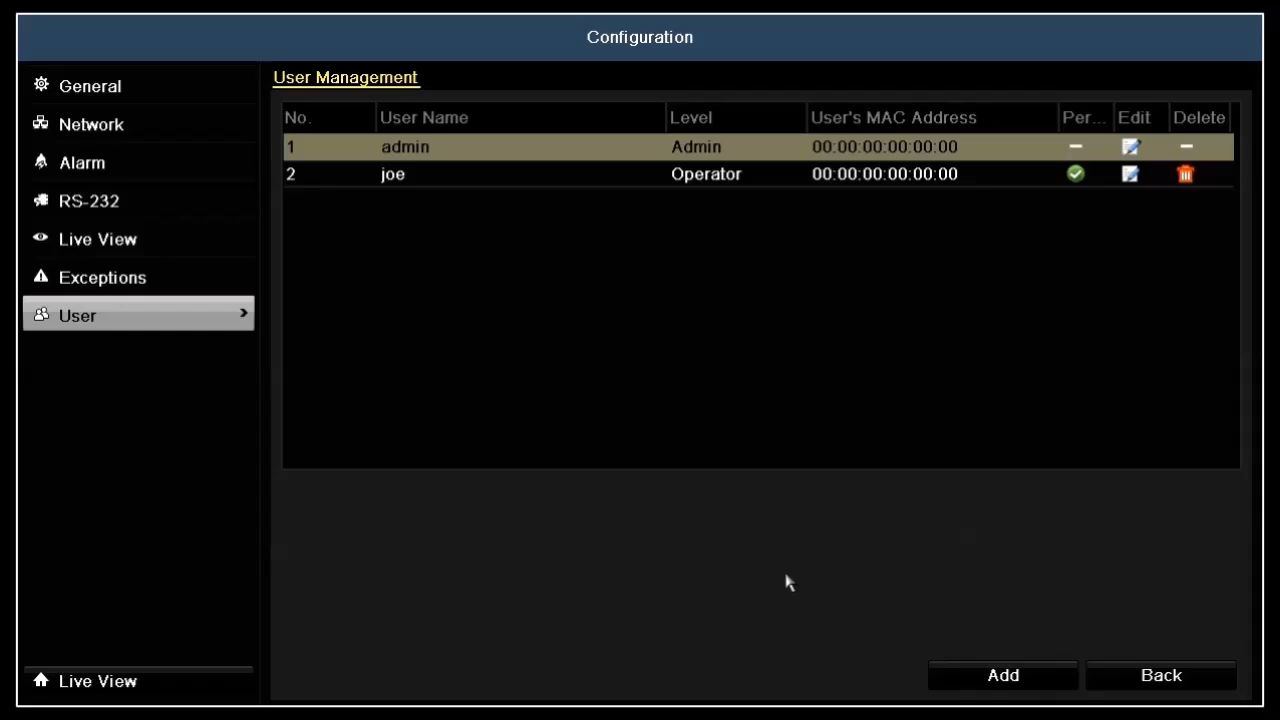 Configuration
General
Network
Alarm
RS-232
Live View
Exceptions
User
Live View
User Management
No. User Name Level User's MAC Address Per... Edit Delete
1 admin Admin 00:00:00:00:00:00
2 joe Operator 00:00:00:00:00:00
Add Back